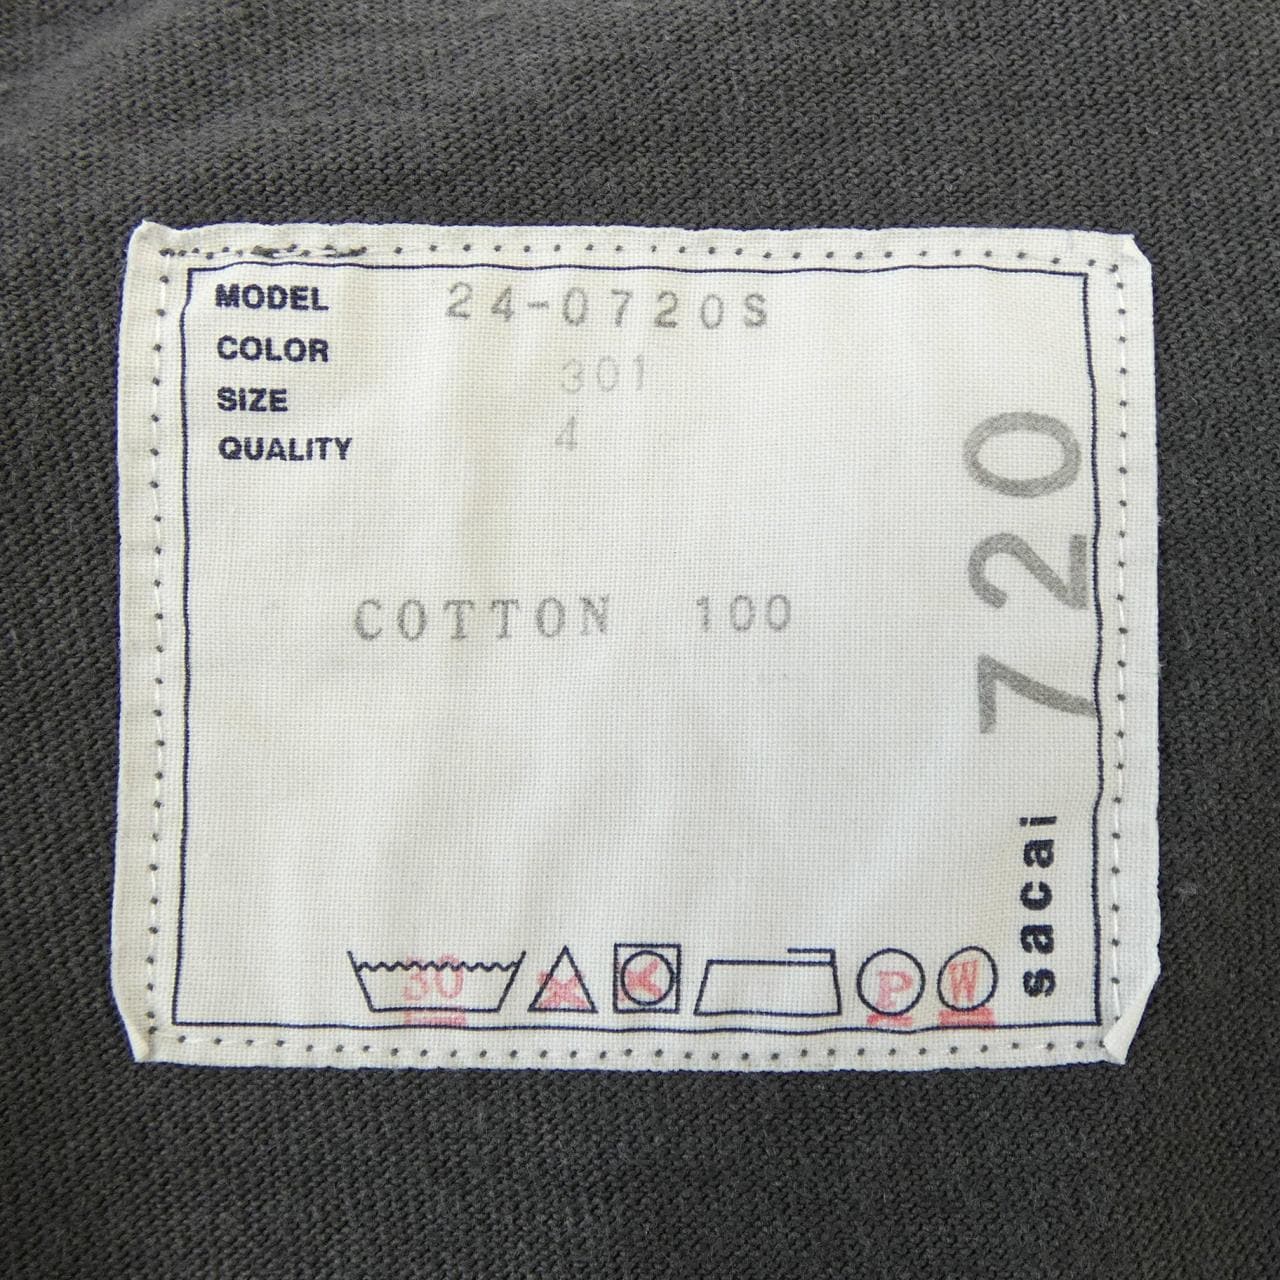 MODEL 24-0720S
COLOR 301
SIZE 4
QUALITY
COTTON 100
720
sacai
30
P
W